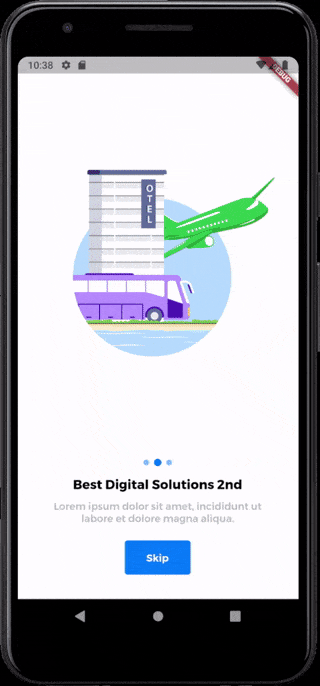 10:38
DEBUG
OTEL
Best Digital Solutions 2nd
Lorem ipsum dolor sit amet, incididunt ut
labore et dolore magna aliqua.
Skip